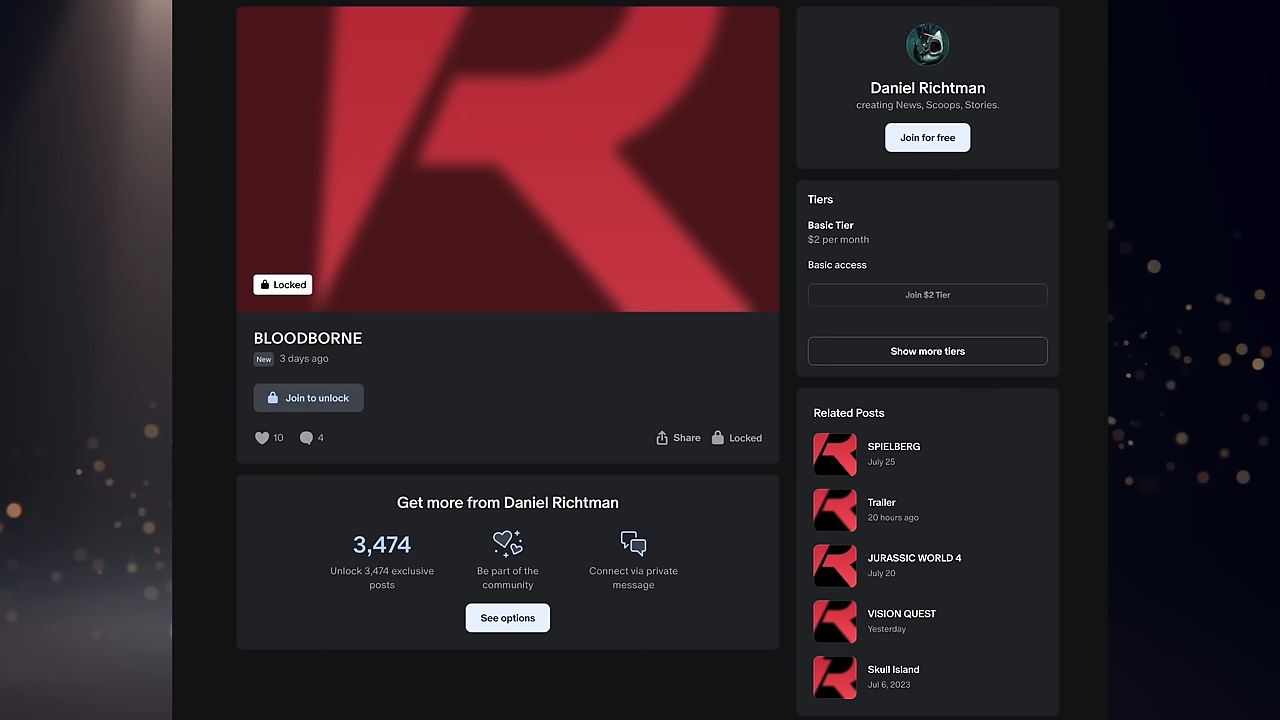 Locked
BLOODBORNE
New 3 days ago
Join to unlock
10 4 Share Locked
Get more from Daniel Richtman
3,474
Unlock 3,474 exclusive
posts
Be part of the
community
Connect via private
message
See options
Daniel Richtman
creating News, Scoops, Stories.
Join for free
Tiers
Basic Tier
$2 per month
Basic access
Join $2 Tier
Show more tiers
Related Posts
SPIELBERG
July 25
Trailer
20 hours ago
JURASSIC WORLD 4
July 20
VISION QUEST
Yesterday
Skull Island
Jul 6, 2023